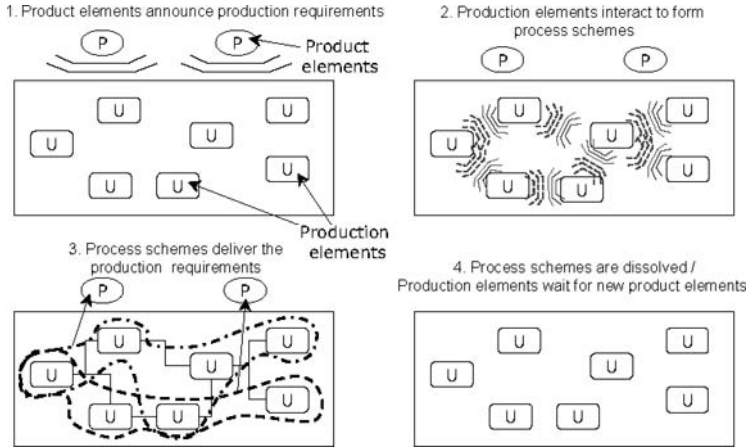 1. Product elements announce production requirements
P
P
Product
elements
U
U
U
U
U
U
U
Production
elements
2. Production elements interact to form
process schemes
P
P
U
U
U
U
U
U
U
3. Process schemes deliver the
production requirements
P
P
U
U
U
U
U
U
U
4. Process schemes are dissolved /
Production elements wait for new product elements
U
U
U
U
U
U
U